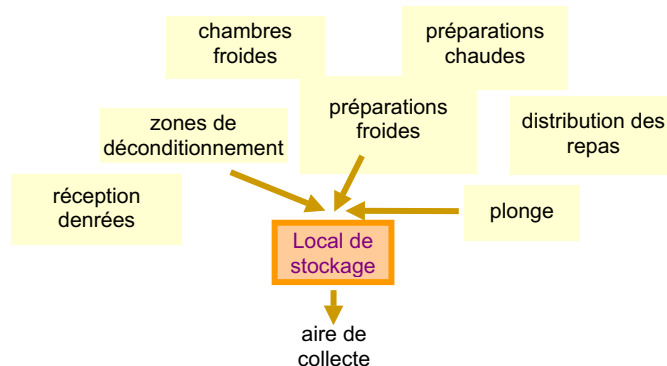 chambres
froides
préparations
chaudes
préparations
froides
zones de
déconditionnement
distribution des
repas
réception
denrées
plonge
Local de
stockage
aire de
collecte